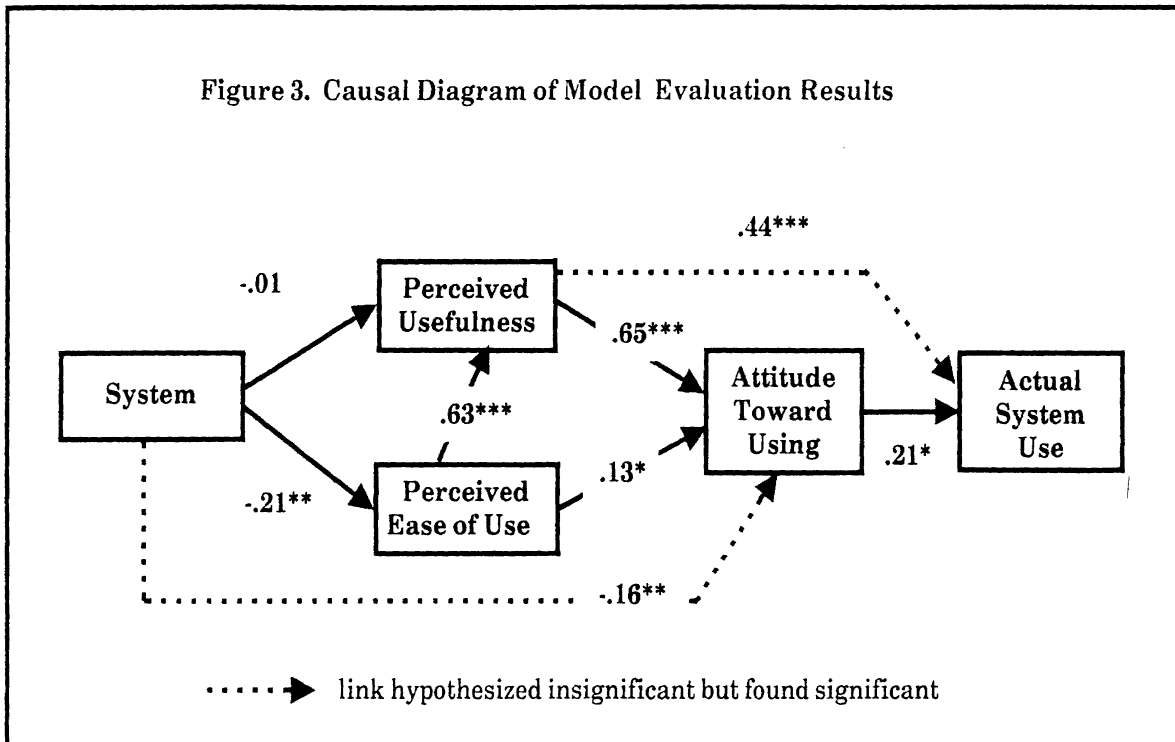 Figure 3. Causal Diagram of Model Evaluation Results
.44***
-.01
Perceived
Usefulness
.65***
System
Attitude
Toward
Using
Actual
System
Use
.63***
.13*
.21*
-.21**
Perceived
Ease of Use
-.16**
link hypothesized insignificant but found significant